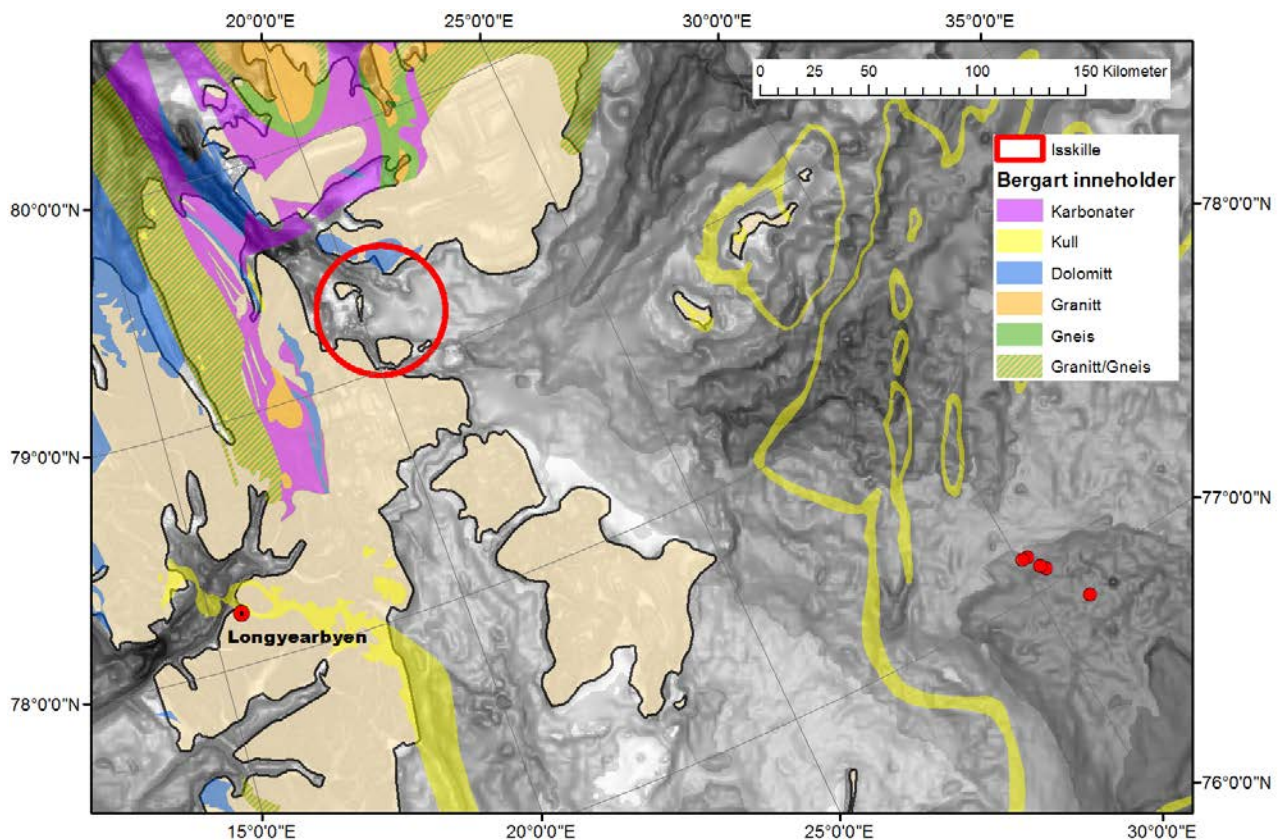 20°0'0"E 25°0'0"E 30°0'0"E 35°0'0"E
0 25 50 100 150 Kilometer
Isskille
Bergart inneholder
Karbonater
Kull
Dolomitt
Granitt
Gneis
Granitt/Gneis
80°0'0"N
78°0'0"N
79°0'0"N
77°0'0"N
Longyearbyen
78°0'0"N
76°0'0"N
15°0'0"E 20°0'0"E 25°0'0"E 30°0'0"E